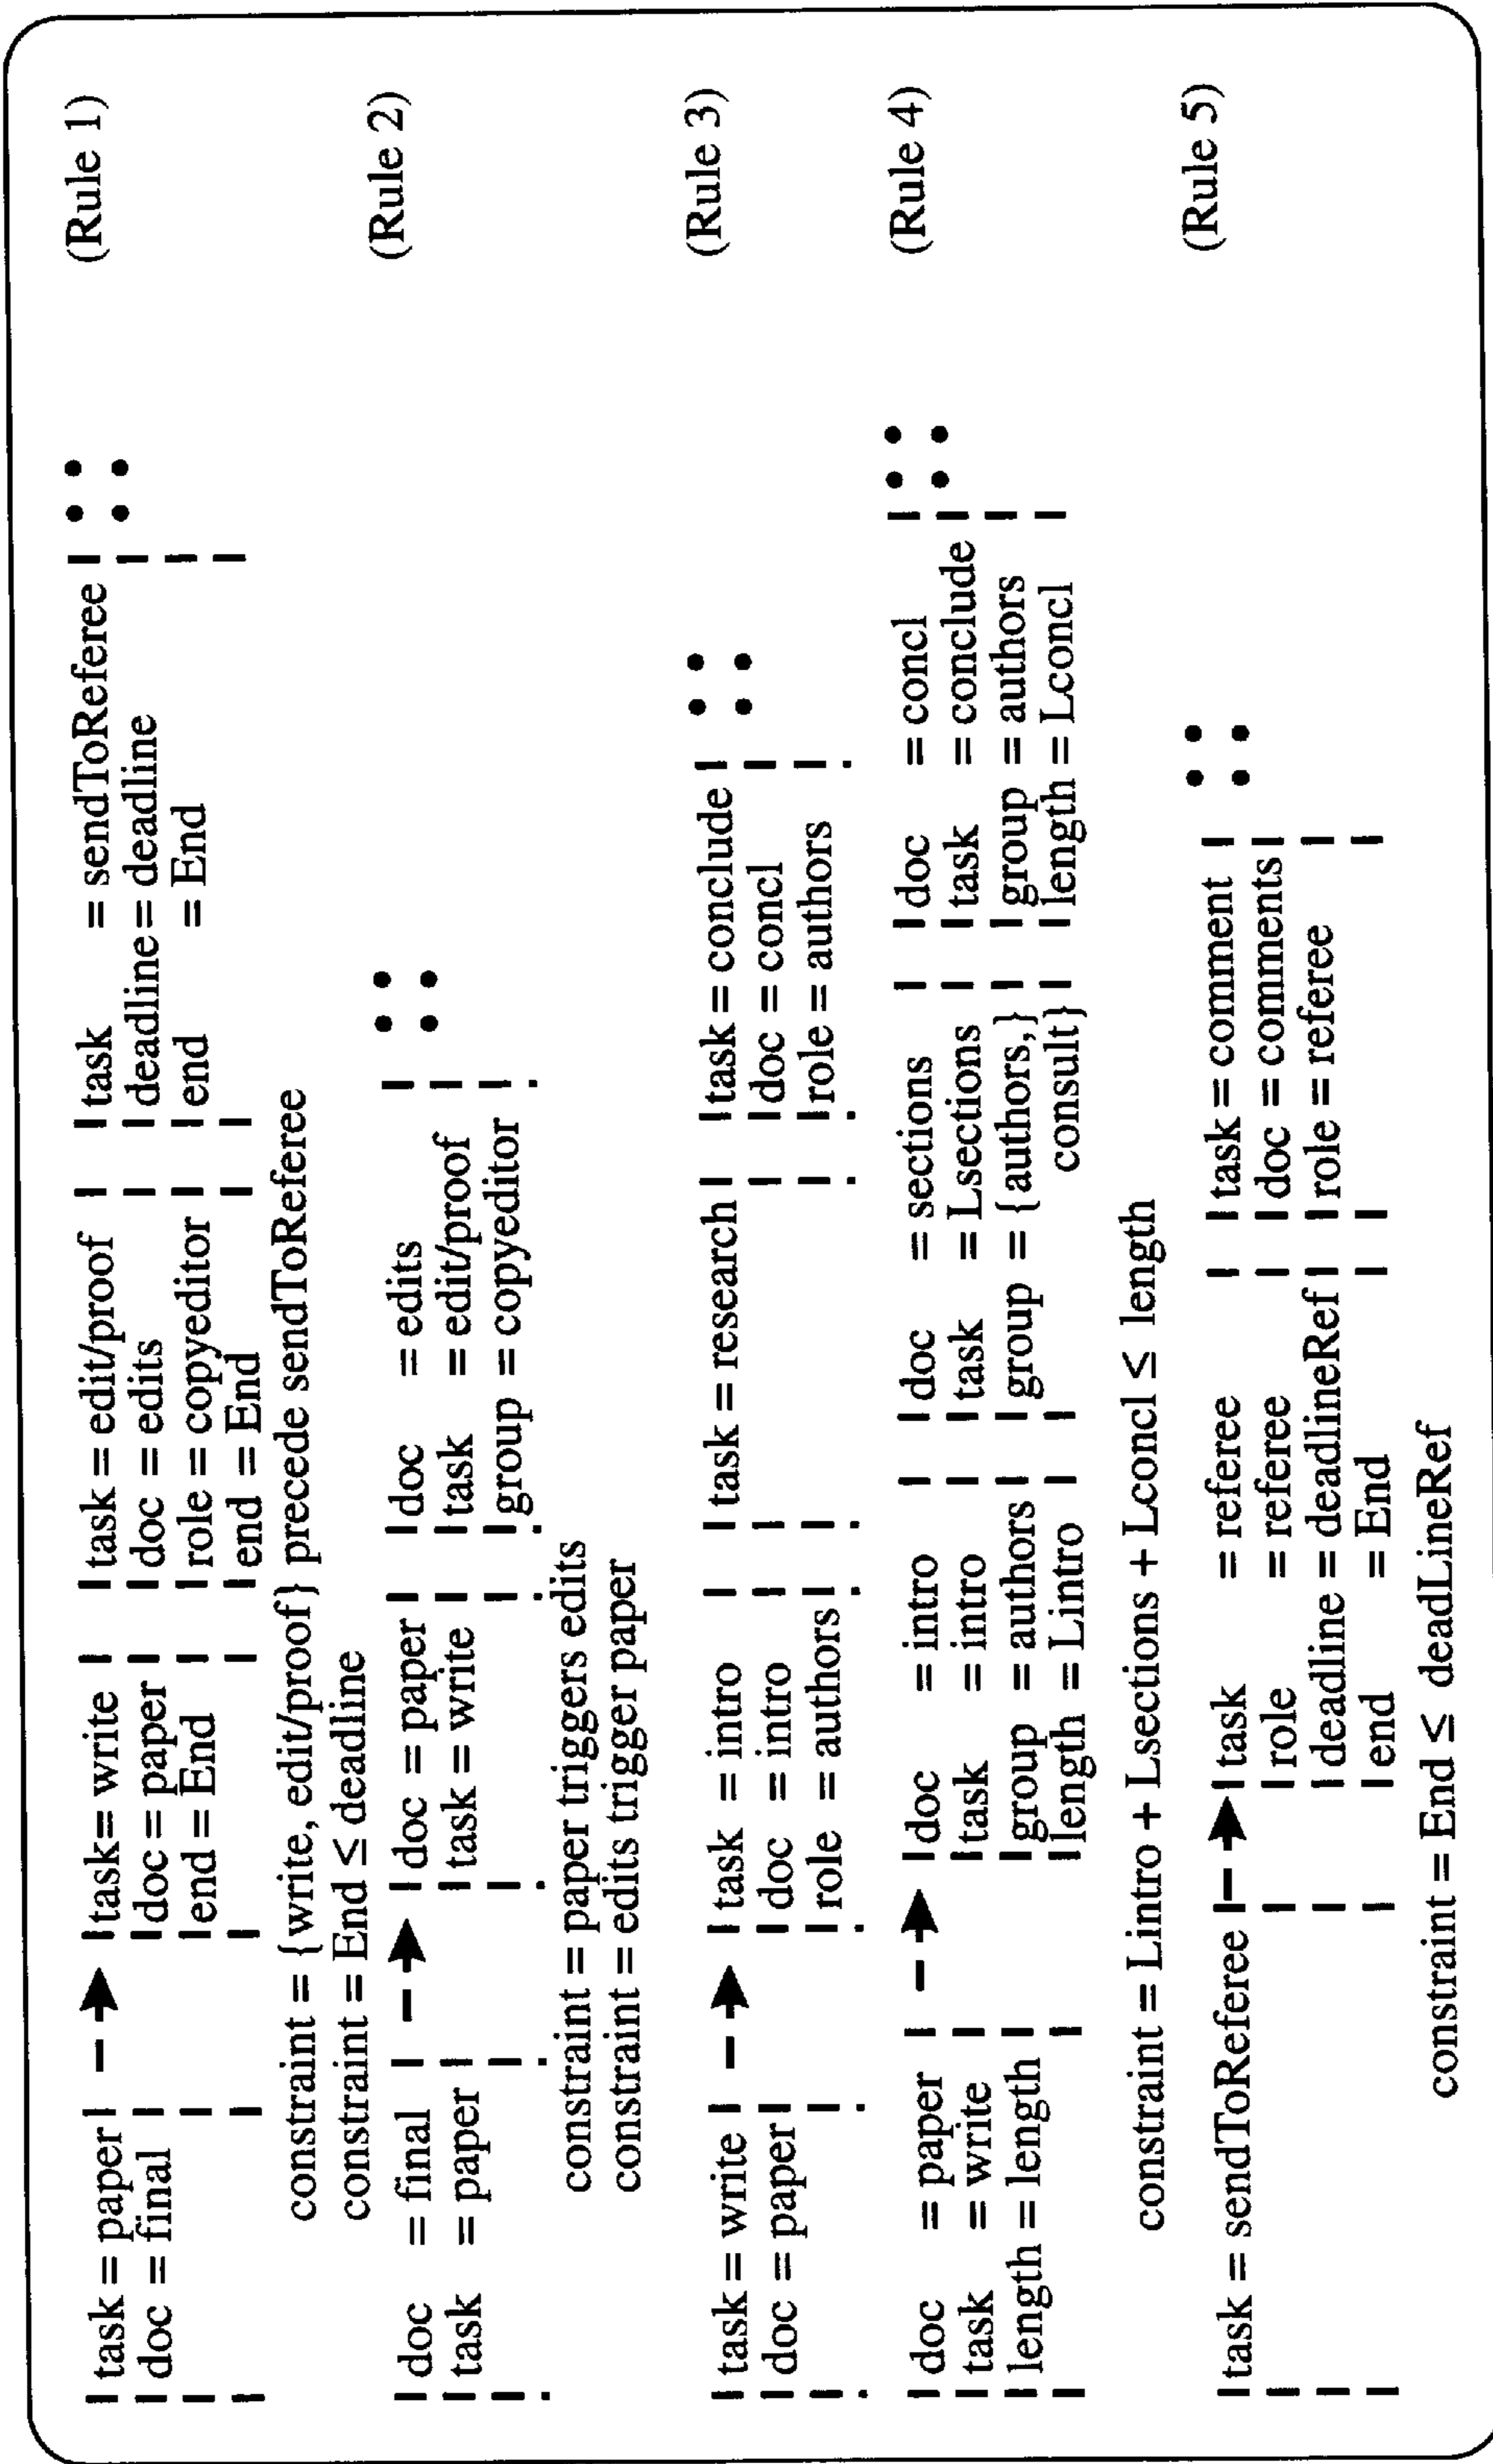 task = paper --> task = write task = edit/proof task = sendToReferee :: (Rule 1)
doc = final doc = paper doc = edits deadline = deadline
end = End role = copyeditor end = End
end = End
constraint = {write, edit/proof} precede sendToReferee
constraint = End ≤ deadline
doc = final --> doc = paper doc = edits :: (Rule 2)
task = paper task = write task = edit/proof
group = copyeditor
constraint = paper triggers edits
constraint = edits trigger paper
task = write --> task = intro task = research task = conclude :: (Rule 3)
doc = paper doc = intro doc = concl
role = authors role = authors
doc = paper --> doc = intro doc = sections doc = concl :: (Rule 4)
task = write task = intro task = Lsections task = conclude
length = length group = authors group = {authors,} group = authors
length = Lintro consult} length = Lconcl
constraint = Lintro + Lsections + Lconcl ≤ length
task = sendToReferee --> task = referee task = comment :: (Rule 5)
role = referee doc = comments
deadline = deadlineRef role = referee
end = End
constraint = End ≤ deadLineRef